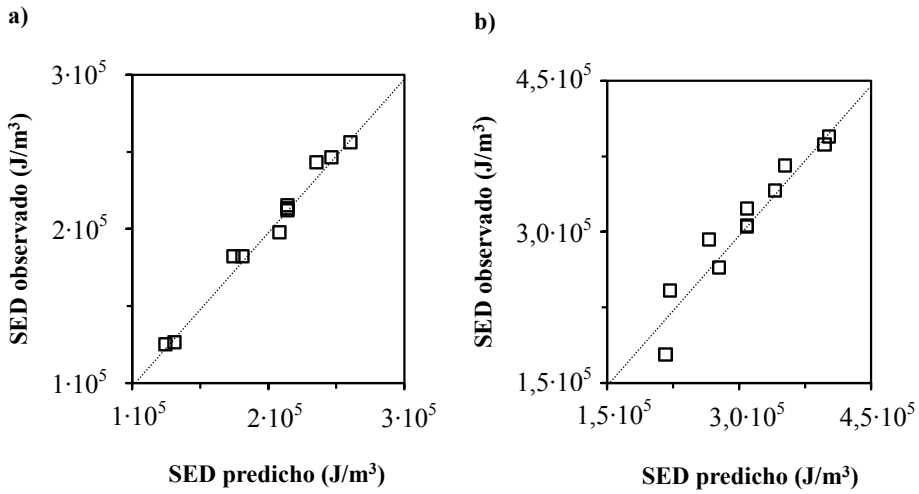 a)
3·10⁵
2·10⁵
1·10⁵
SED observado (J/m³)
1·10⁵ 2·10⁵ 3·10⁵
SED predicho (J/m³)
b)
4,5·10⁵
3,0·10⁵
1,5·10⁵
SED observado (J/m³)
1,5·10⁵ 3,0·10⁵ 4,5·10⁵
SED predicho (J/m³)